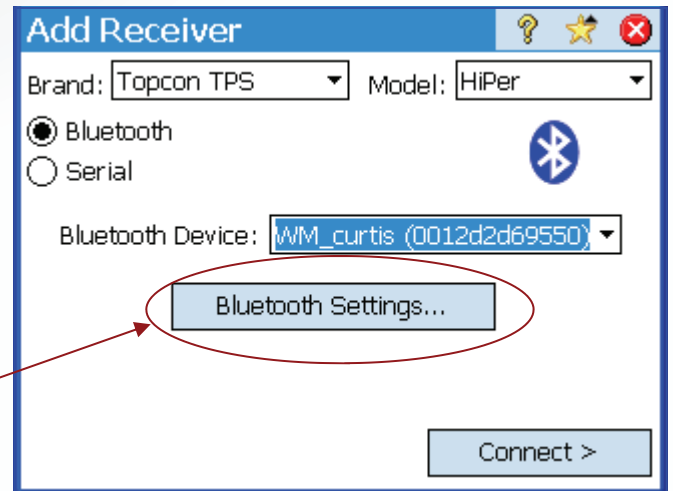 Add Receiver
Brand: Topcon TPS Model: HiPer
Bluetooth
Serial
Bluetooth Device: WM_curtis (0012d2d69550)
Bluetooth Settings...
Connect >